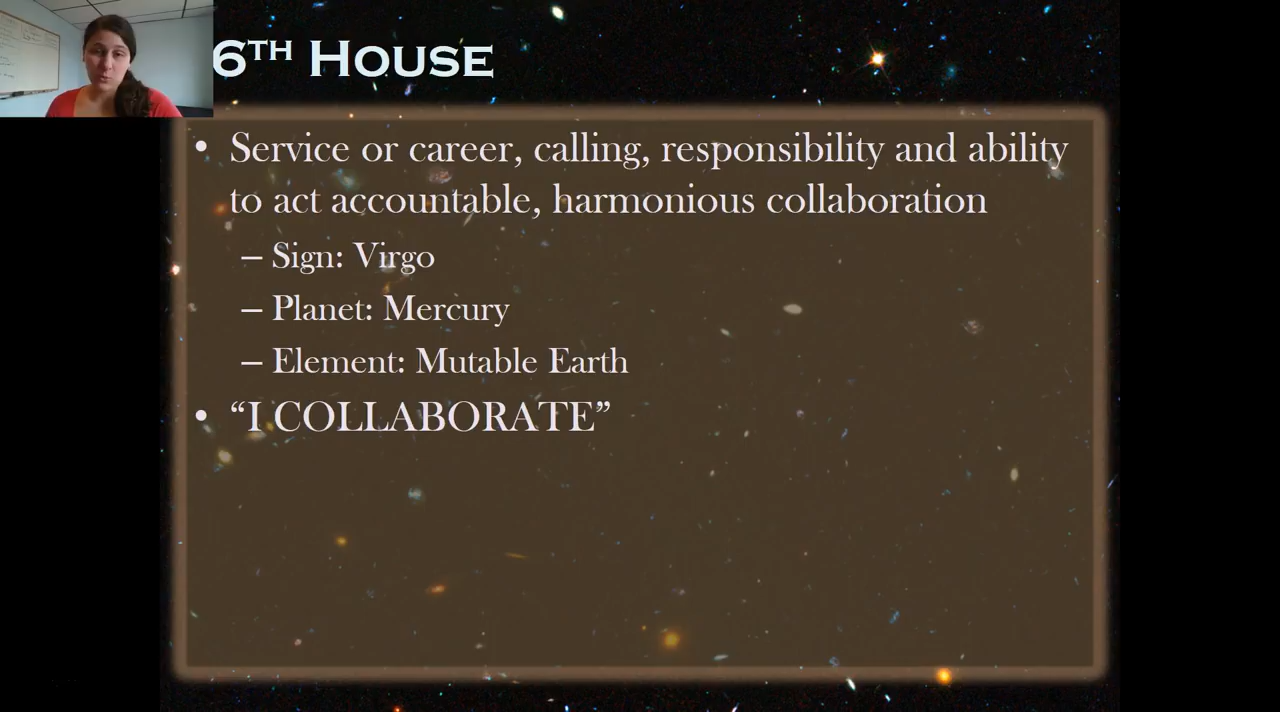 6TH HOUSE
• Service or career, calling, responsibility and ability
to act accountable, harmonious collaboration
– Sign: Virgo
– Planet: Mercury
– Element: Mutable Earth
• “I COLLABORATE”